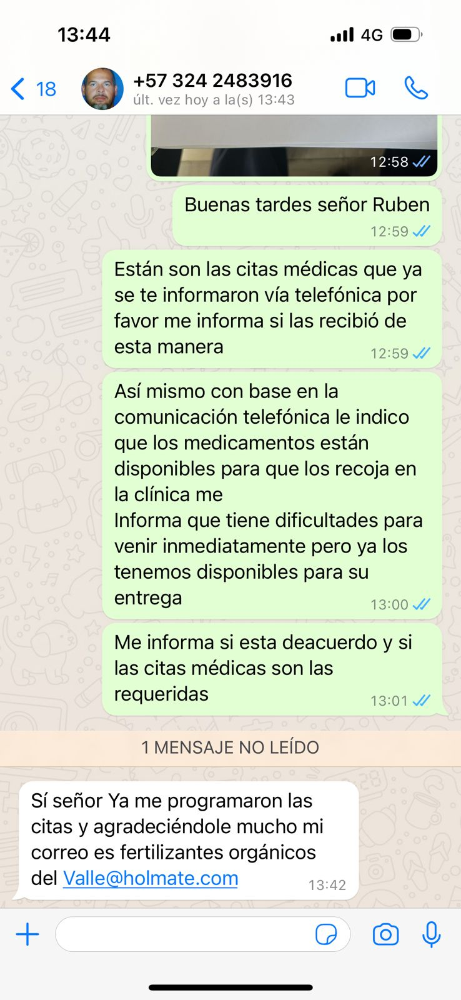 13:44
4G
18
+57 324 2483916
últ. vez hoy a la(s) 13:43
12:58
Buenas tardes señor Ruben
12:59
Están son las citas médicas que ya
se te informaron vía telefónica por
favor me informa si las recibió de
esta manera
12:59
Así mismo con base en la
comunicación telefónica le indico
que los medicamentos están
disponibles para que los recoja en
la clínica me
Informa que tiene dificultades para
venir inmediatamente pero ya los
tenemos disponibles para su
entrega
13:00
Me informa si esta deacuerdo y si
las citas médicas son las
requeridas
13:01
1 MENSAJE NO LEÍDO
Sí señor Ya me programaron las
citas y agradeciéndole mucho mi
correo es fertilizantes orgánicos
del Valle@holmate.com
13:42